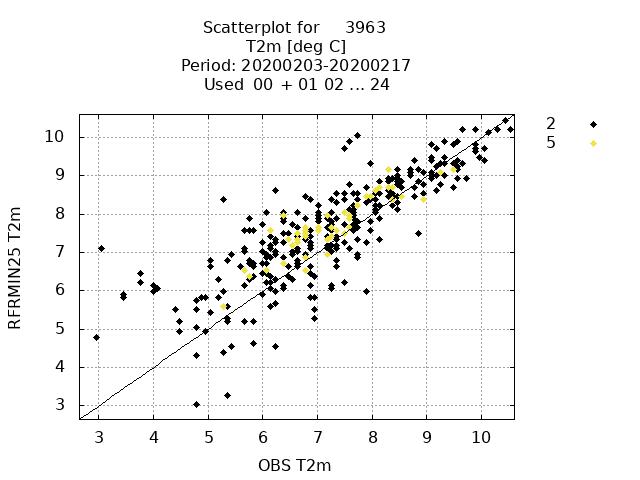 Scatterplot for 3963
T2m [deg C]
Period: 20200203-20200217
Used 00 + 01 02 ... 24
2
5
10
9
8
7
6
5
4
3
RFRMIN25 T2m
3 4 5 6 7 8 9 10
OBS T2m